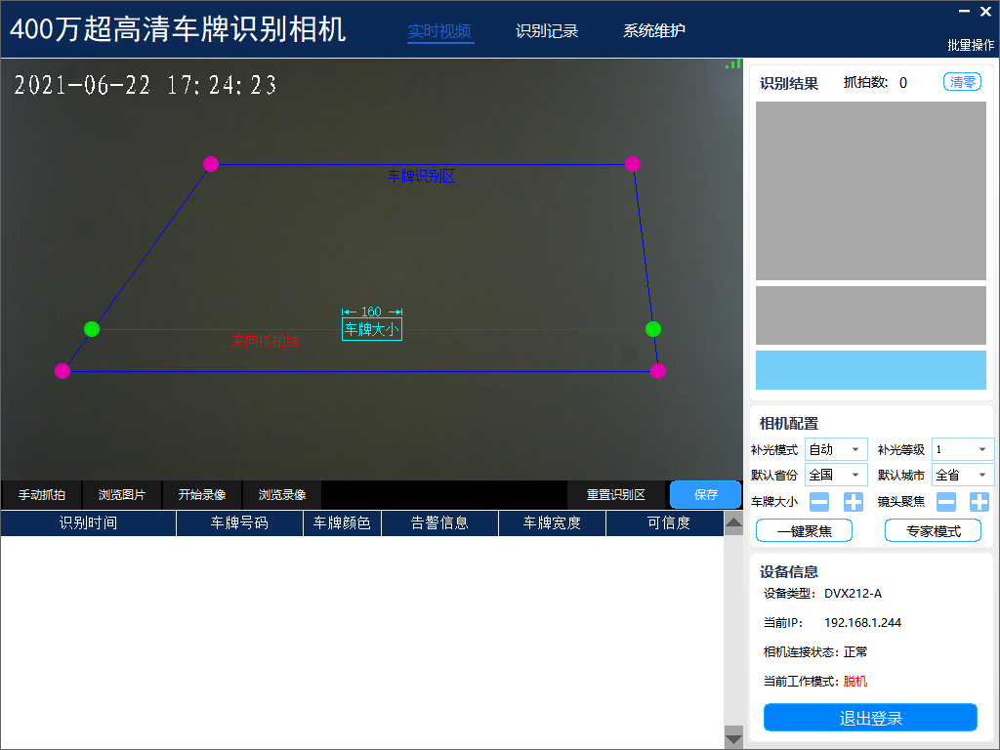 400万超高清车牌识别相机
实时视频 识别记录 系统维护
批量操作
2021-06-22 17:24:23
车牌识别区
160
车牌大小
来向抓拍线
手动抓拍 浏览图片 开始录像 浏览录像 重置识别区 保存
识别时间 车牌号码 车牌颜色 告警信息 车牌宽度 可信度
识别结果 抓拍数: 0 清零
相机配置
补光模式 自动 补光等级 1
默认省份 全国 默认城市 全省
车牌大小 镜头聚焦
一键聚焦 专家模式
设备信息
设备类型: DVX212-A
当前IP: 192.168.1.244
相机连接状态: 正常
当前工作模式: 脱机
退出登录